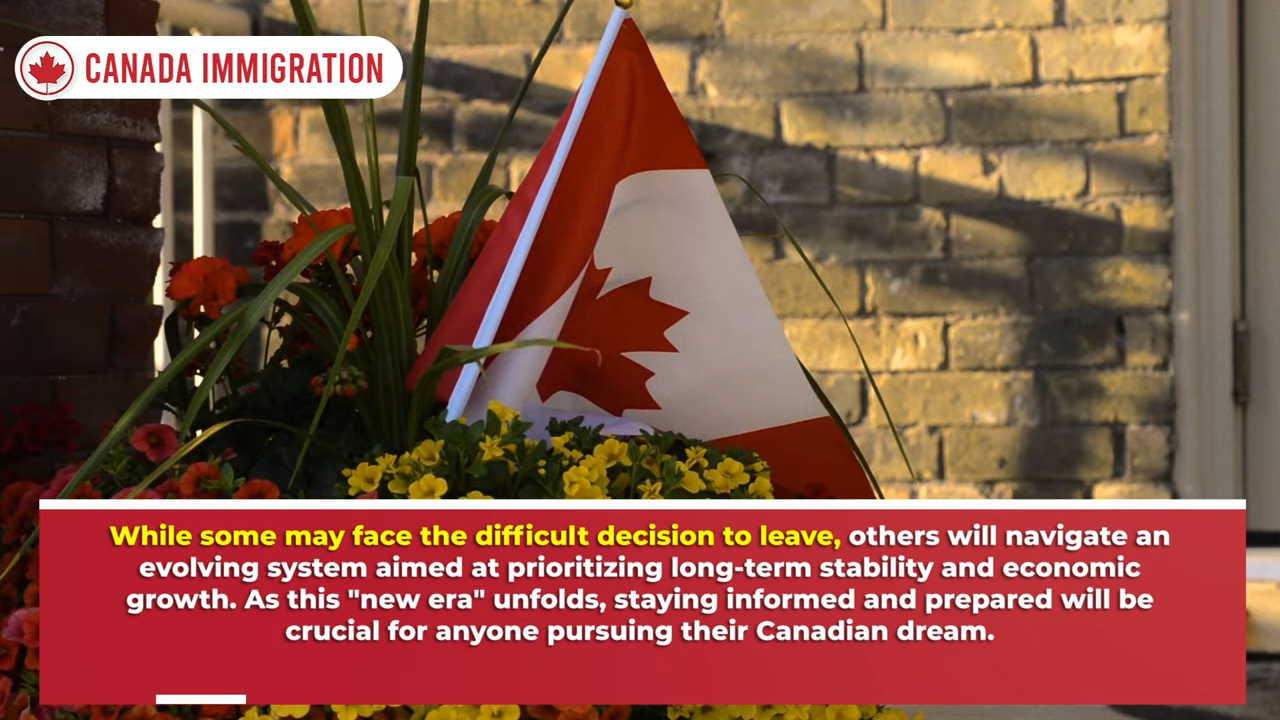 CANADA IMMIGRATION
While some may face the difficult decision to leave, others will navigate an
evolving system aimed at prioritizing long-term stability and economic
growth. As this "new era" unfolds, staying informed and prepared will be
crucial for anyone pursuing their Canadian dream.